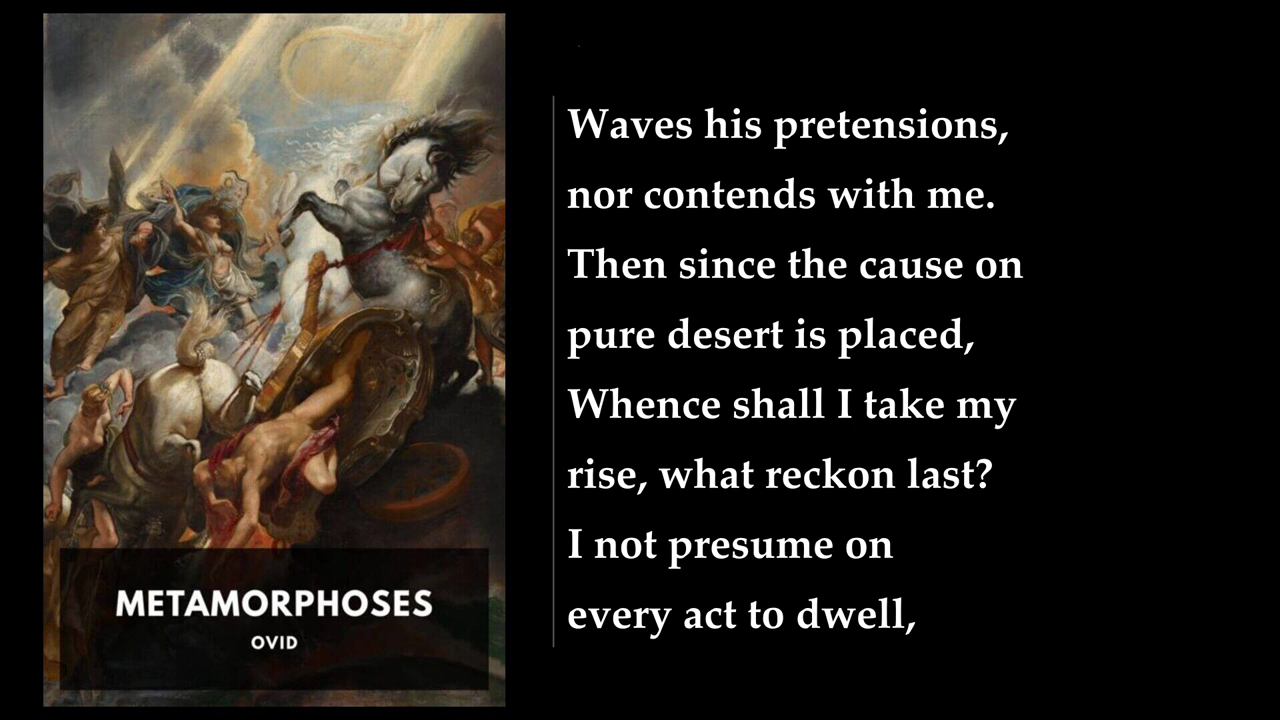 METAMORPHOSES
OVID
Waves his pretensions,
nor contends with me.
Then since the cause on
pure desert is placed,
Whence shall I take my
rise, what reckon last?
I not presume on
every act to dwell,